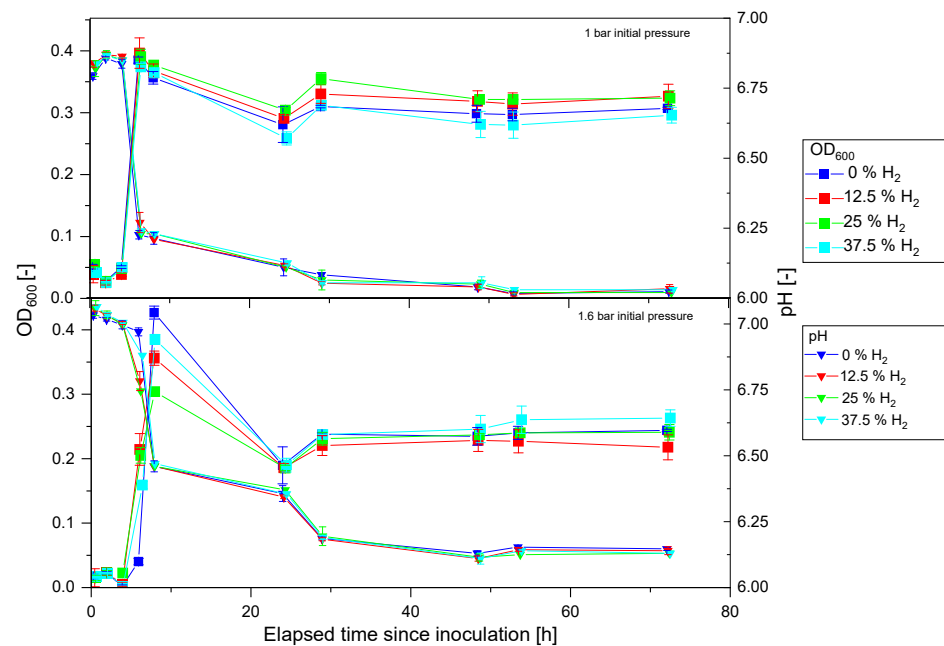 1 bar initial pressure
0.4
0.3
0.2
0.1
0.0
7.00
6.75
6.50
6.25
6.00
OD600 [-]
pH [-]
1.6 bar initial pressure
0.4
0.3
0.2
0.1
0.0
7.00
6.75
6.50
6.25
6.00
0
20
40
60
80
Elapsed time since inoculation [h]
OD600
0 % H2
12.5 % H2
25 % H2
37.5 % H2
pH
0 % H2
12.5 % H2
25 % H2
37.5 % H2